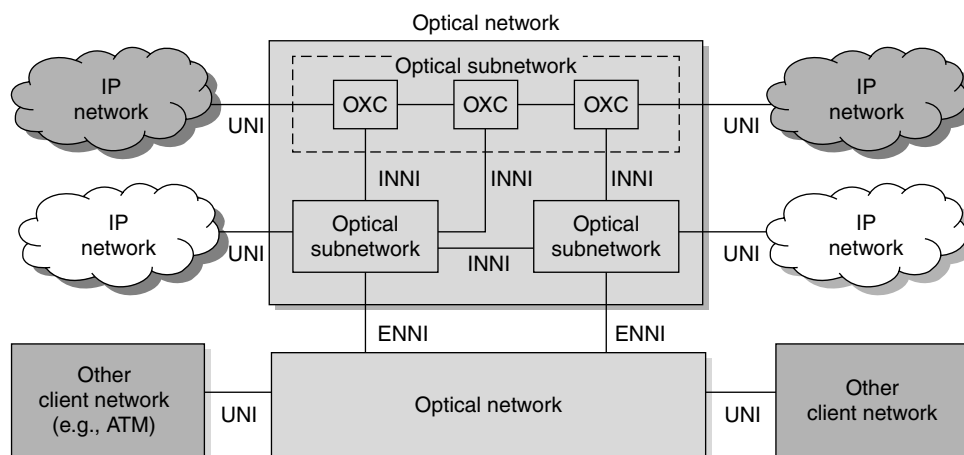 Optical network
Optical subnetwork
IP
network
OXC
OXC
OXC
IP
network
UNI
UNI
INNI
INNI
INNI
IP
network
Optical
subnetwork
Optical
subnetwork
IP
network
UNI
INNI
UNI
ENNI
ENNI
Other
client network
(e.g., ATM)
UNI
Optical network
UNI
Other
client network